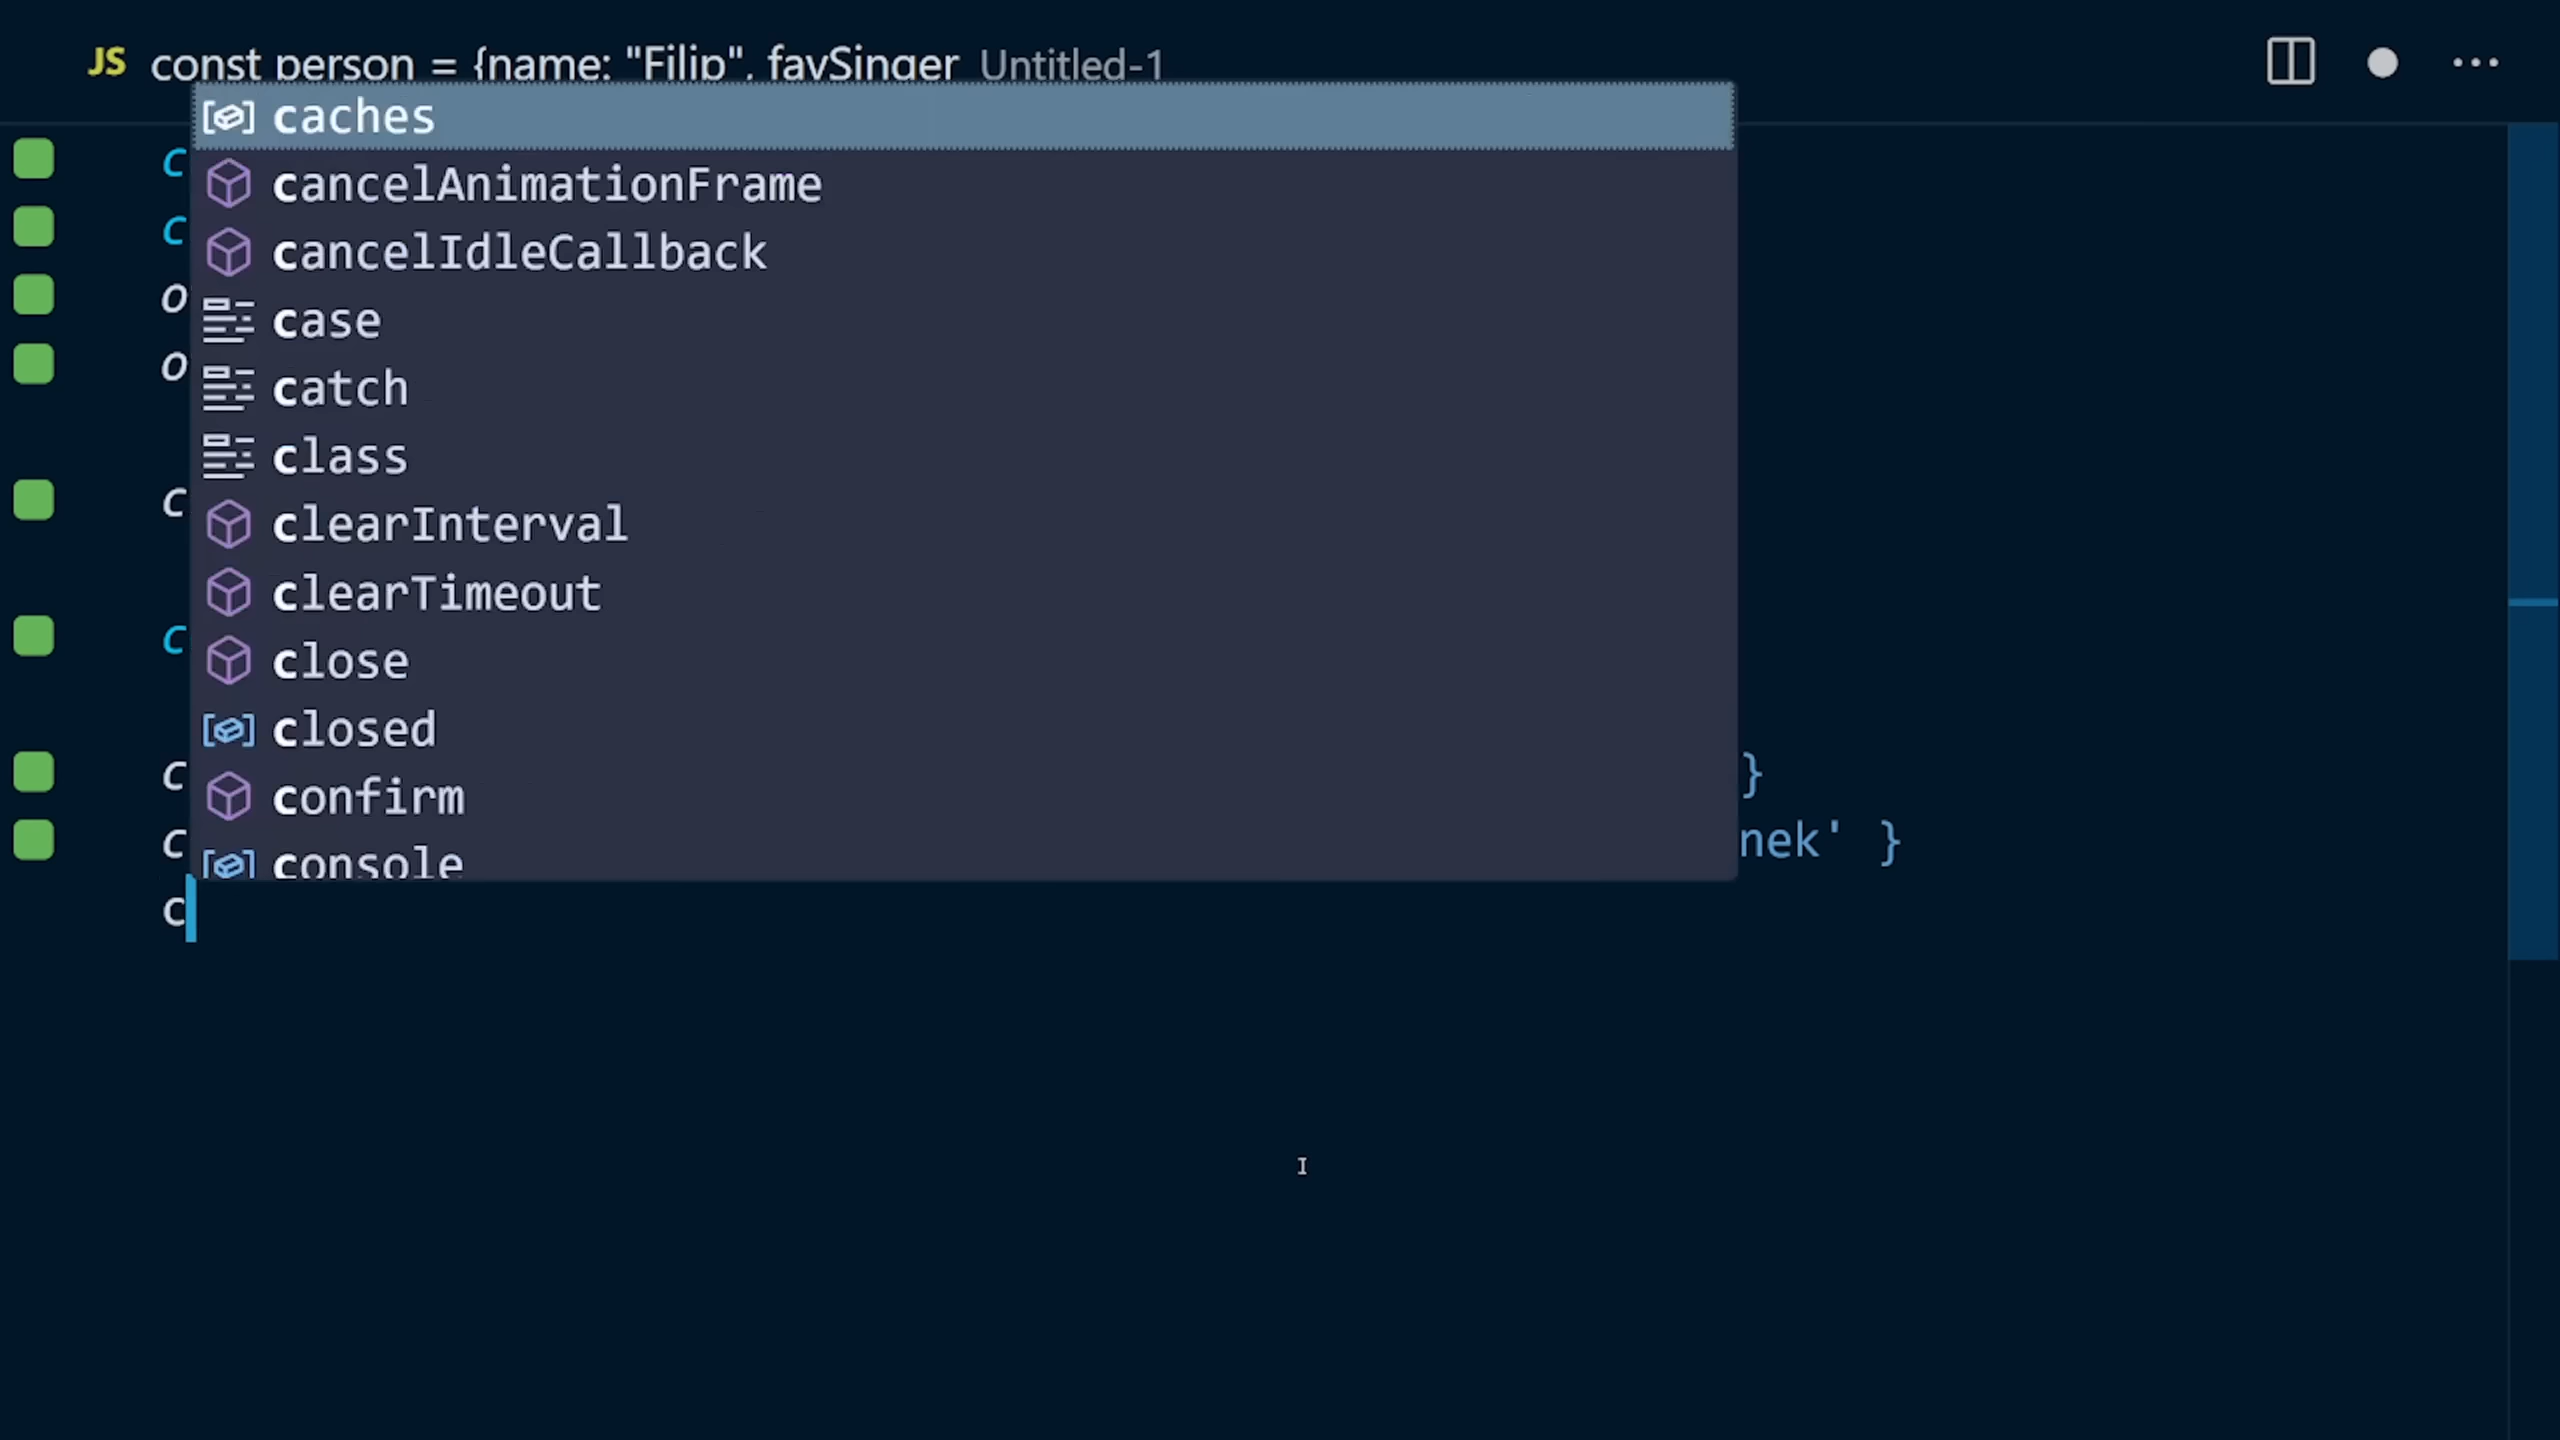 JS const person = {name: "Filip", favSinger Untitled-1
caches
c
cancelAnimationFrame
c
cancelIdleCallback
o
case
o
catch
class
c
clearInterval
clearTimeout
c
close
closed
c
confirm
}
c
console
nek' }
c